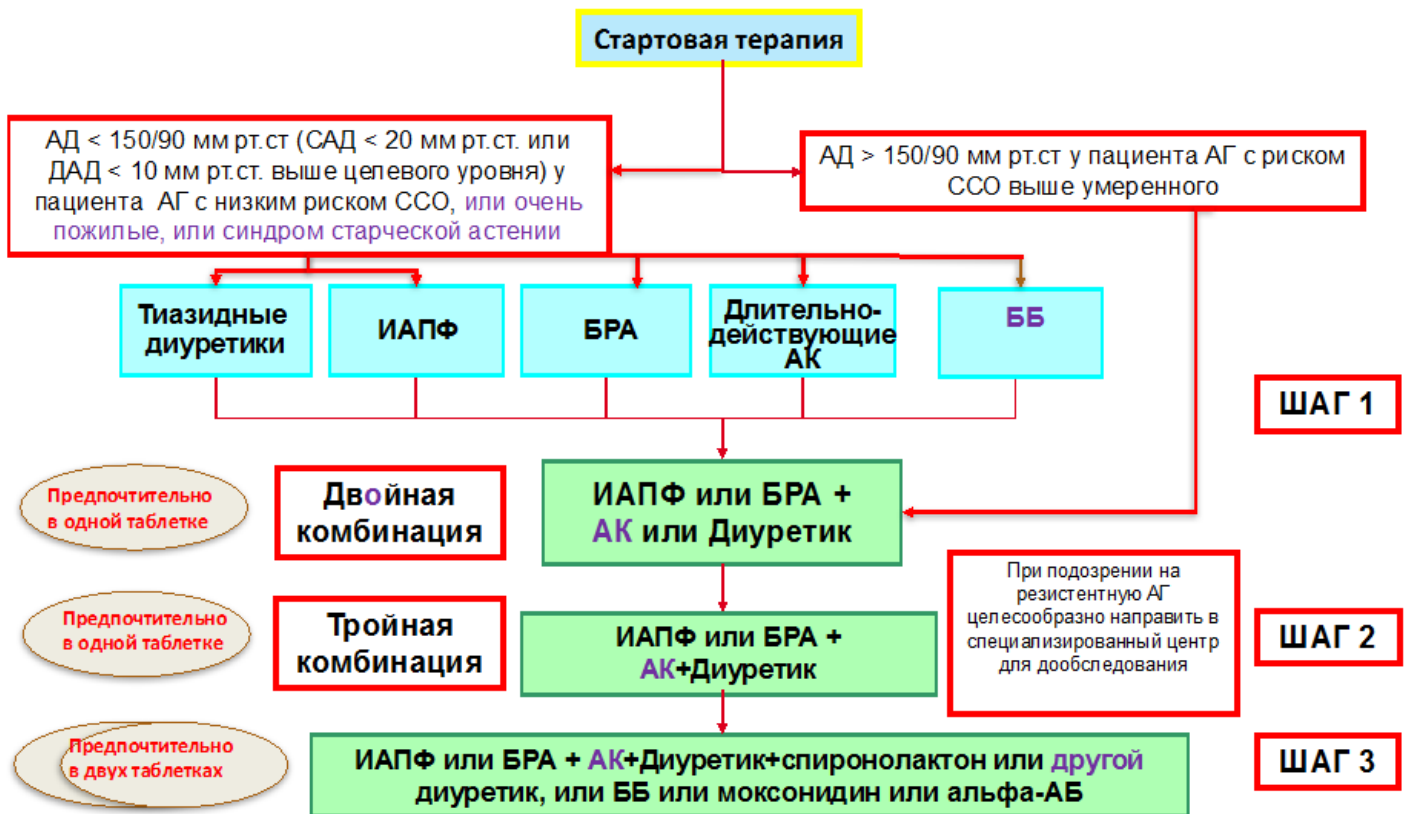 Стартовая терапия
АД < 150/90 мм рт.ст (САД < 20 мм рт.ст. или
ДАД < 10 мм рт.ст. выше целевого уровня) у
пациента АГ с низким риском ССО, или очень
пожилые, или синдром старческой астении
АД > 150/90 мм рт.ст у пациента АГ с риском
ССО выше умеренного
Тиазидные
диуретики
ИАПФ
БРА
Длительно-
действующие
АК
ББ
ШАГ 1
Предпочтительно
в одной таблетке
Двойная
комбинация
ИАПФ или БРА +
АК или Диуретик
Предпочтительно
в одной таблетке
Тройная
комбинация
ИАПФ или БРА +
АК+Диуретик
При подозрении на
резистентную АГ
целесообразно направить в
специализированный центр
для дообследования
ШАГ 2
Предпочтительно
в двух таблетках
ИАПФ или БРА + АК+Диуретик+спиронолактон или другой
диуретик, или ББ или моксонидин или альфа-АБ
ШАГ 3